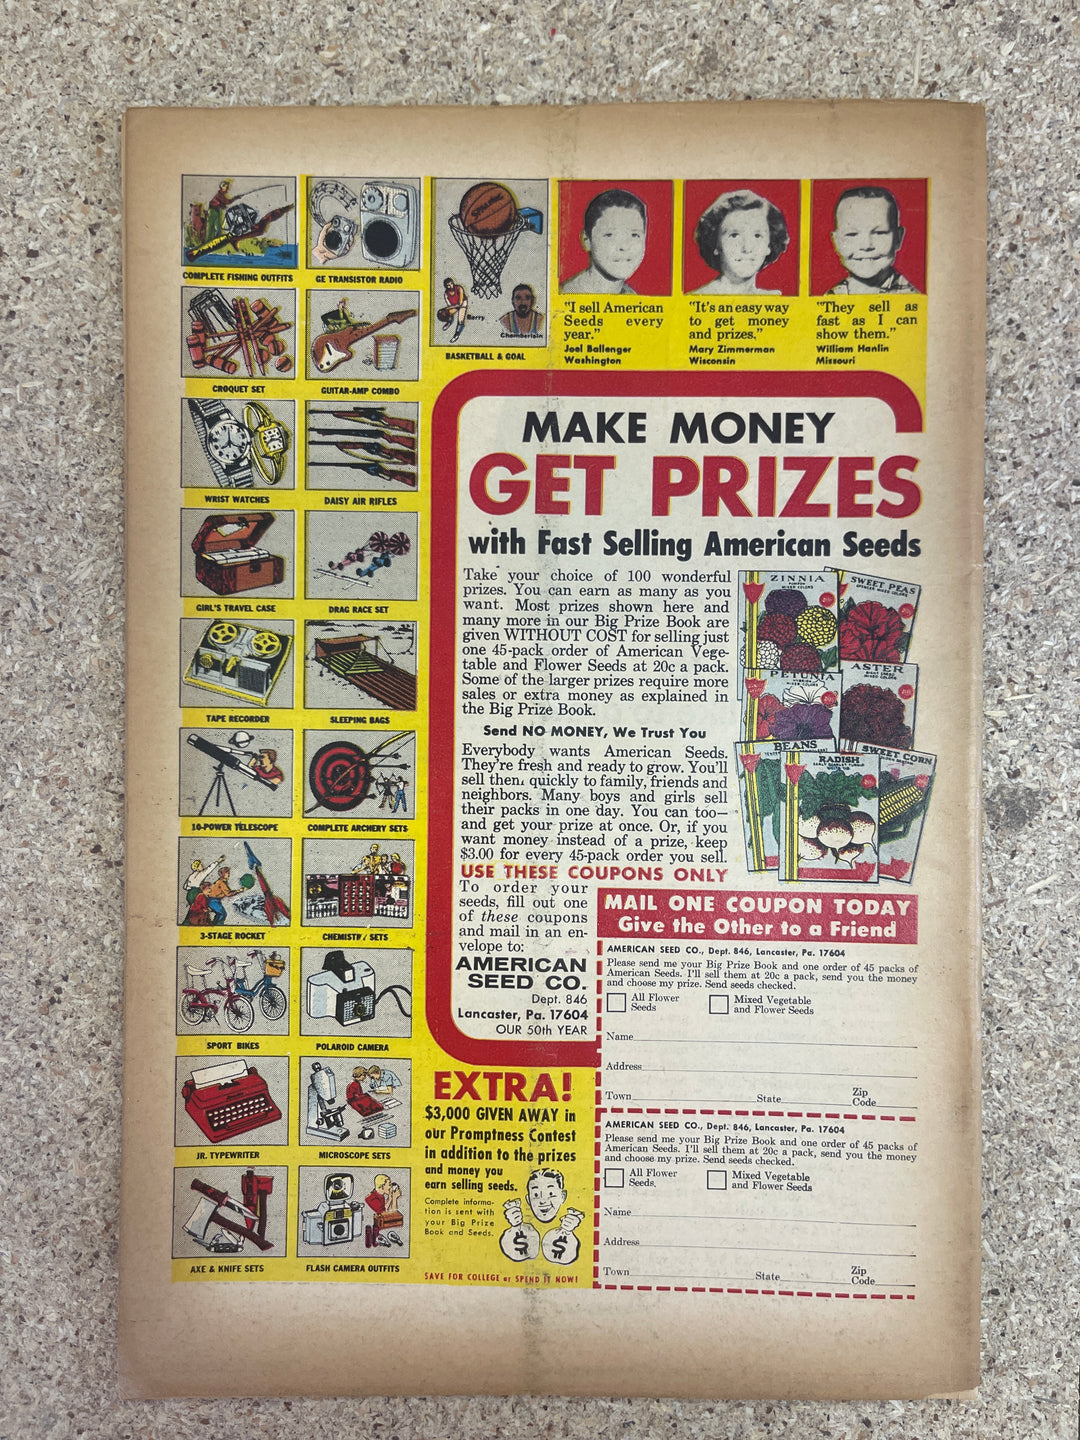 COMPLETE FISHING OUTFITS
GE TRANSISTOR RADIO
CROQUET SET
GUITAR-AMP COMBO
WRIST WATCHES
DAISY AIR RIFLES
GIRL'S TRAVEL CASE
DRAG RACE SET
TAPE RECORDER
SLEEPING BAGS
10-POWER TELESCOPE
COMPLETE ARCHERY SETS
3-STAGE ROCKET
CHEMISTRY SETS
SPORT BIKES
POLAROID CAMERA
JR. TYPEWRITER
MICROSCOPE SETS
AXE & KNIFE SETS
FLASH CAMERA OUTFITS
SPALDING
Barry
Chamberlain
BASKETBALL & GOAL
"I sell American
Seeds every
year."
Joel Ballenger
Washington
"It's an easy way
to get money
and prizes."
Mary Zimmerman
Wisconsin
"They sell as
fast as I can
show them."
William Hanlin
Missouri
MAKE MONEY
GET PRIZES
with Fast Selling American Seeds
Take your choice of 100 wonderful
prizes. You can earn as many as you
want. Most prizes shown here and
many more in our Big Prize Book are
given WITHOUT COST for selling just
one 45-pack order of American Vege-
table and Flower Seeds at 20c a pack.
Some of the larger prizes require more
sales or extra money as explained in
the Big Prize Book.
Send NO MONEY, We Trust You
Everybody wants American Seeds.
They're fresh and ready to grow. You'll
sell them quickly to family, friends and
neighbors. Many boys and girls sell
their packs in one day. You can too—
and get your prize at once. Or, if you
want money instead of a prize, keep
$3.00 for every 45-pack order you sell.
USE THESE COUPONS ONLY
To order your
seeds, fill out one
of these coupons
and mail in an en-
velope to:
AMERICAN
SEED CO.
Dept. 846
Lancaster, Pa. 17604
OUR 50th YEAR
ZINNIA
MIXED COLORS
SWEET PEAS
MIXED COLORS
PETUNIA
MIXED COLORS
ASTER
MIXED COLORS
BEANS
RADISH
SWEET CORN
MAIL ONE COUPON TODAY
Give the Other to a Friend
AMERICAN SEED CO., Dept. 846, Lancaster, Pa. 17604
Please send me your Big Prize Book and one order of 45 packs of
American Seeds. I'll sell them at 20c a pack, send you the money
and choose my prize. Send seeds checked.
All Flower
Seeds
Mixed Vegetable
and Flower Seeds
Name
Address
Town State Zip
Code
AMERICAN SEED CO., Dept. 846, Lancaster, Pa. 17604
Please send me your Big Prize Book and one order of 45 packs of
American Seeds. I'll sell them at 20c a pack, send you the money
and choose my prize. Send seeds checked.
All Flower
Seeds.
Mixed Vegetable
and Flower Seeds
Name
Address
Town State Zip
Code
EXTRA!
$3,000 GIVEN AWAY in
our Promptness Contest
in addition to the prizes
and money you
earn selling seeds.
Complete informa-
tion is sent with
your Big Prize
Book and Seeds.
$ $
SAVE FOR COLLEGE or SPEND IT NOW!